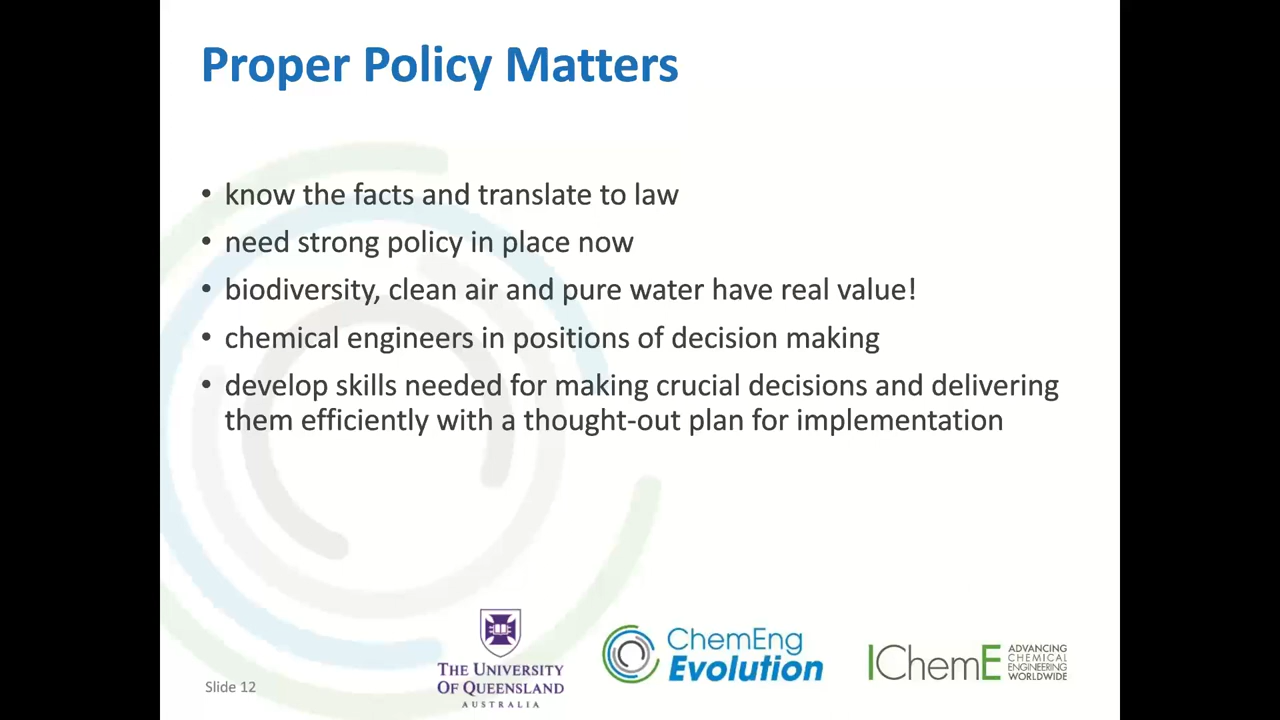 Proper Policy Matters
• know the facts and translate to law
• need strong policy in place now
• biodiversity, clean air and pure water have real value!
• chemical engineers in positions of decision making
• develop skills needed for making crucial decisions and delivering
them efficiently with a thought-out plan for implementation
Slide 12
THE UNIVERSITY
OF QUEENSLAND
AUSTRALIA
ChemEng
Evolution
IChemE
ADVANCING
CHEMICAL
ENGINEERING
WORLDWIDE